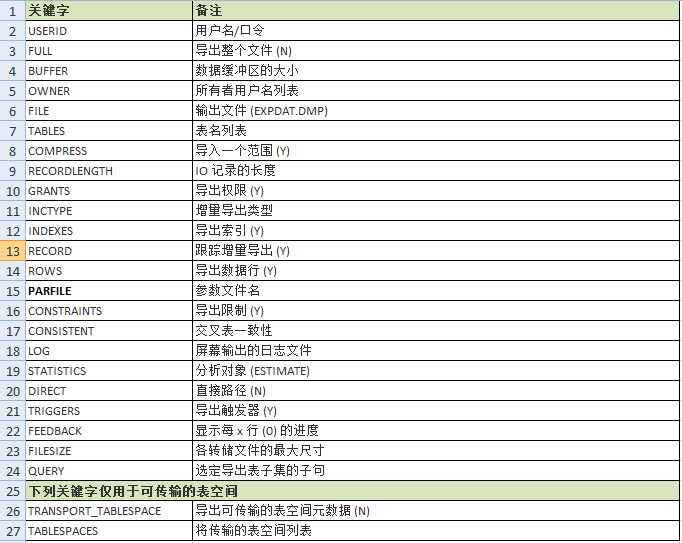 1 关键字 备注
2 USERID 用户名/口令
3 FULL 导出整个文件 (N)
4 BUFFER 数据缓冲区的大小
5 OWNER 所有者用户名列表
6 FILE 输出文件 (EXPDAT.DMP)
7 TABLES 表名列表
8 COMPRESS 导入一个范围 (Y)
9 RECORDLENGTH IO 记录的长度
10 GRANTS 导出权限 (Y)
11 INCTYPE 增量导出类型
12 INDEXES 导出索引 (Y)
13 RECORD 跟踪增量导出 (Y)
14 ROWS 导出数据行 (Y)
15 PARFILE 参数文件名
16 CONSTRAINTS 导出限制 (Y)
17 CONSISTENT 交叉表一致性
18 LOG 屏幕输出的日志文件
19 STATISTICS 分析对象 (ESTIMATE)
20 DIRECT 直接路径 (N)
21 TRIGGERS 导出触发器 (Y)
22 FEEDBACK 显示每 x 行 (0) 的进度
23 FILESIZE 各转储文件的最大尺寸
24 QUERY 选定导出表子集的子句
25 下列关键字仅用于可传输的表空间
26 TRANSPORT_TABLESPACE 导出可传输的表空间元数据 (N)
27 TABLESPACES 将传输的表空间列表